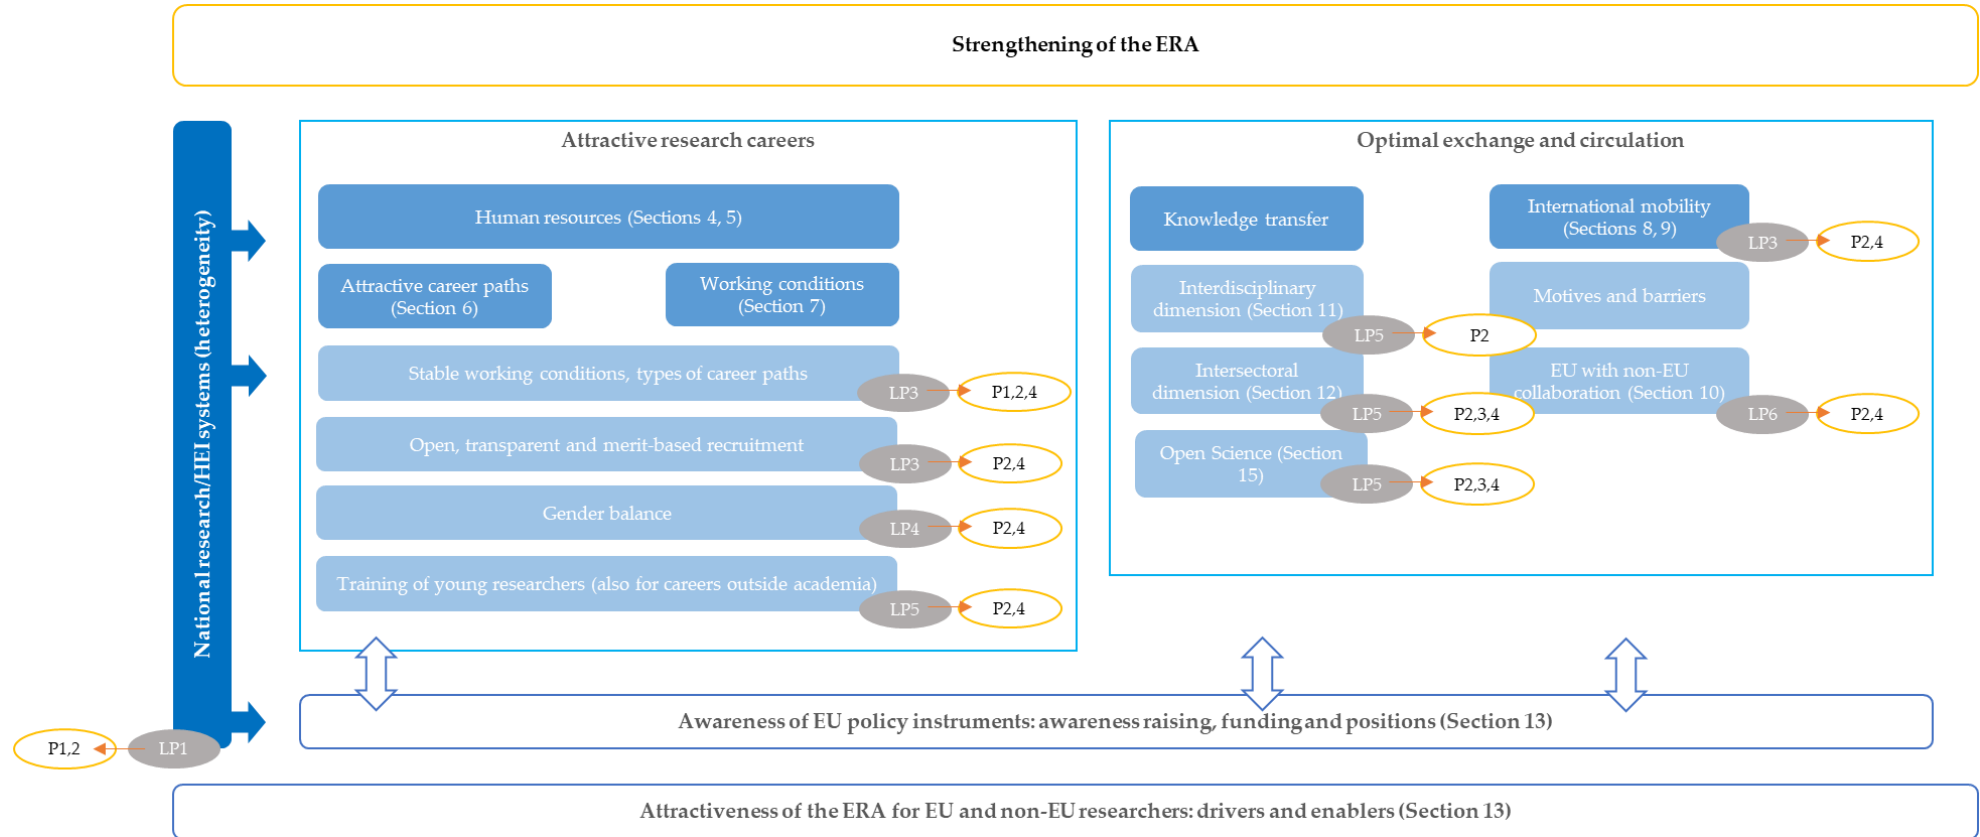 Strengthening of the ERA
National research/HEI systems (heterogeneity)
LP1
P1,2
Attractive research careers
Human resources (Sections 4, 5)
Attractive career paths
(Section 6)
Working conditions
(Section 7)
Stable working conditions, types of career paths
LP3
P1,2,4
Open, transparent and merit-based recruitment
LP3
P2,4
Gender balance
LP4
P2,4
Training of young researchers (also for careers outside academia)
LP5
P2,4
Optimal exchange and circulation
Knowledge transfer
Interdisciplinary
dimension (Section 11)
LP5
P2
Intersectoral
dimension (Section 12)
LP5
P2,3,4
Open Science (Section
15)
LP5
P2,3,4
International mobility
(Sections 8, 9)
LP3
P2,4
Motives and barriers
EU with non-EU
collaboration (Section 10)
LP6
P2,4
Awareness of EU policy instruments: awareness raising, funding and positions (Section 13)
Attractiveness of the ERA for EU and non-EU researchers: drivers and enablers (Section 13)